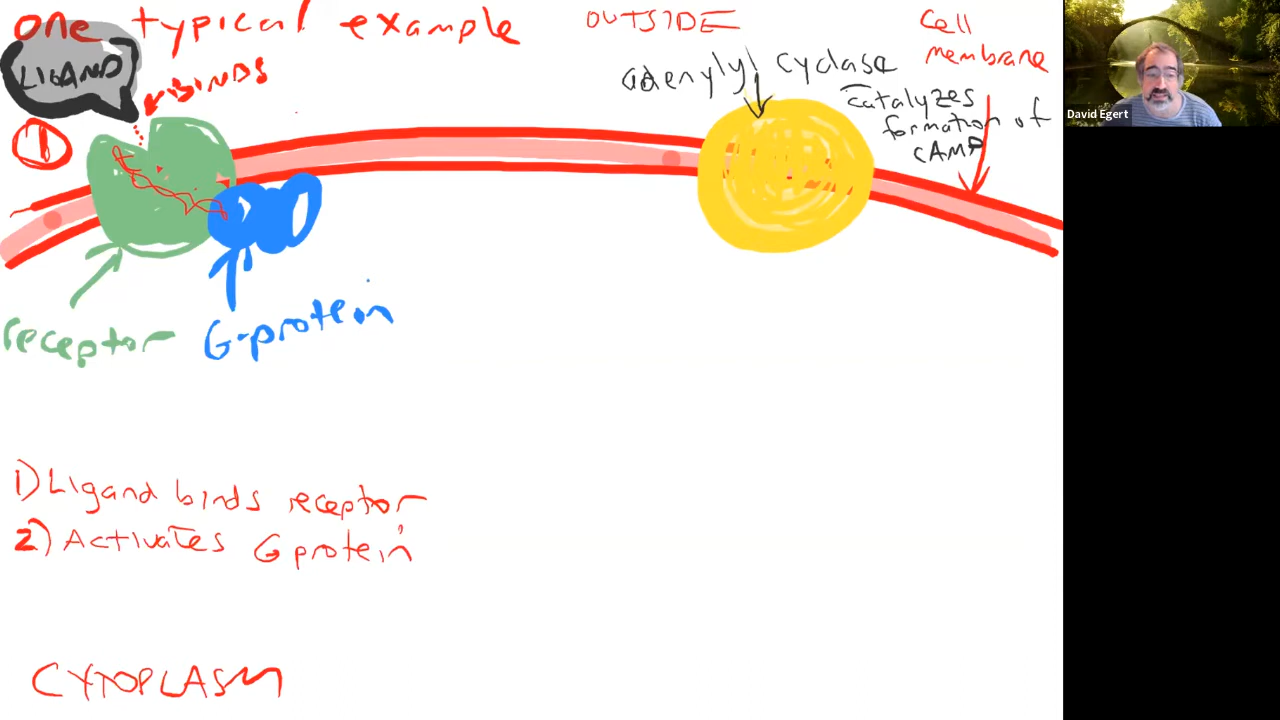 one typical example
OUTSIDE
Cell
membrane
LIGAND
BINDS
adenylyl cyclase
catalyzes
formation of
cAMP
David Egert
1
receptor
G-protein
1) Ligand binds receptor
2) Activates G protein
CYTOPLASM